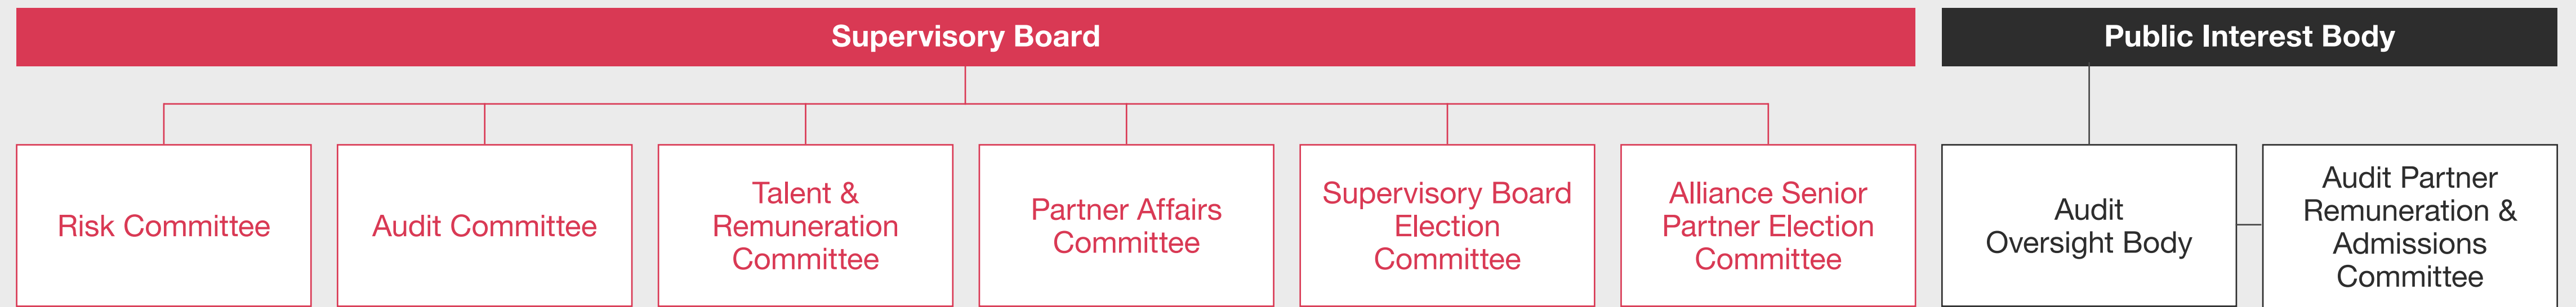 Supervisory Board
Public Interest Body
Risk Committee
Audit Committee
Talent &
Remuneration
Committee
Partner Affairs
Committee
Supervisory Board
Election
Committee
Alliance Senior
Partner Election
Committee
Audit
Oversight Body
Audit Partner
Remuneration &
Admissions
Committee